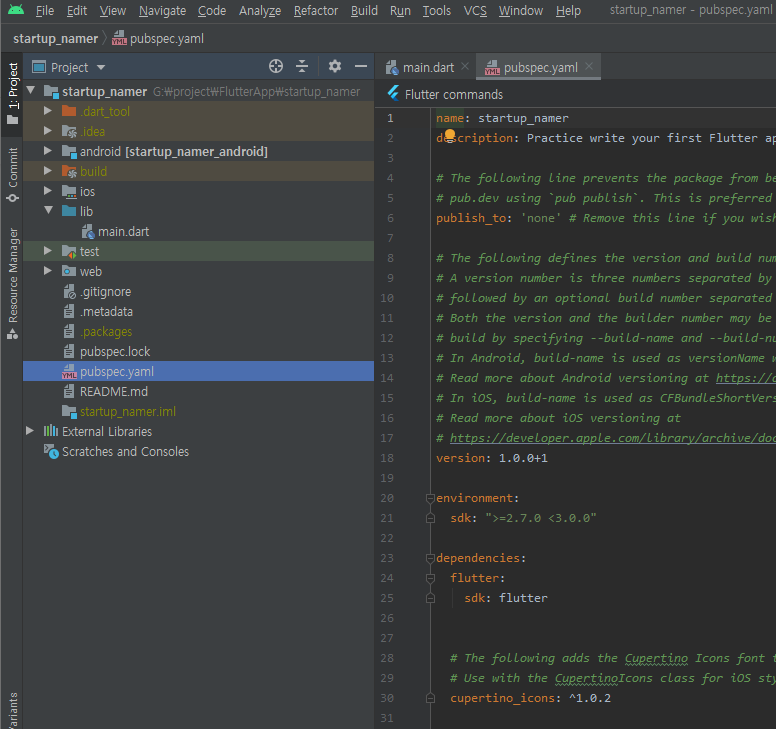 File Edit View Navigate Code Analyze Refactor Build Run Tools VCS Window Help startup_namer - pubspec.yaml
startup_namer pubspec.yaml
1: Project
Commit
Resource Manager
Variants
Project
startup_namer G:₩project₩FlutterApp₩startup_namer
.dart_tool
.idea
android [startup_namer_android]
build
ios
lib
main.dart
test
web
.gitignore
.metadata
.packages
pubspec.lock
pubspec.yaml
README.md
startup_namer.iml
External Libraries
Scratches and Consoles
main.dart pubspec.yaml
Flutter commands
1 name: startup_namer
2 description: Practice write your first Flutter ap
3
4 # The following line prevents the package from be
5 # pub.dev using `pub publish`. This is preferred
6 publish_to: 'none' # Remove this line if you wish
7
8 # The following defines the version and build num
9 # A version number is three numbers separated by
10 # followed by an optional build number separated
11 # Both the version and the builder number may be
12 # build by specifying --build-name and --build-nu
13 # In Android, build-name is used as versionName w
14 # Read more about Android versioning at https://d
15 # In iOS, build-name is used as CFBundleShortVers
16 # Read more about iOS versioning at
17 # https://developer.apple.com/library/archive/doc
18 version: 1.0.0+1
19
20 environment:
21 sdk: ">=2.7.0 <3.0.0"
22
23 dependencies:
24 flutter:
25 sdk: flutter
26
27
28 # The following adds the Cupertino Icons font t
29 # Use with the CupertinoIcons class for iOS sty
30 cupertino_icons: ^1.0.2
31